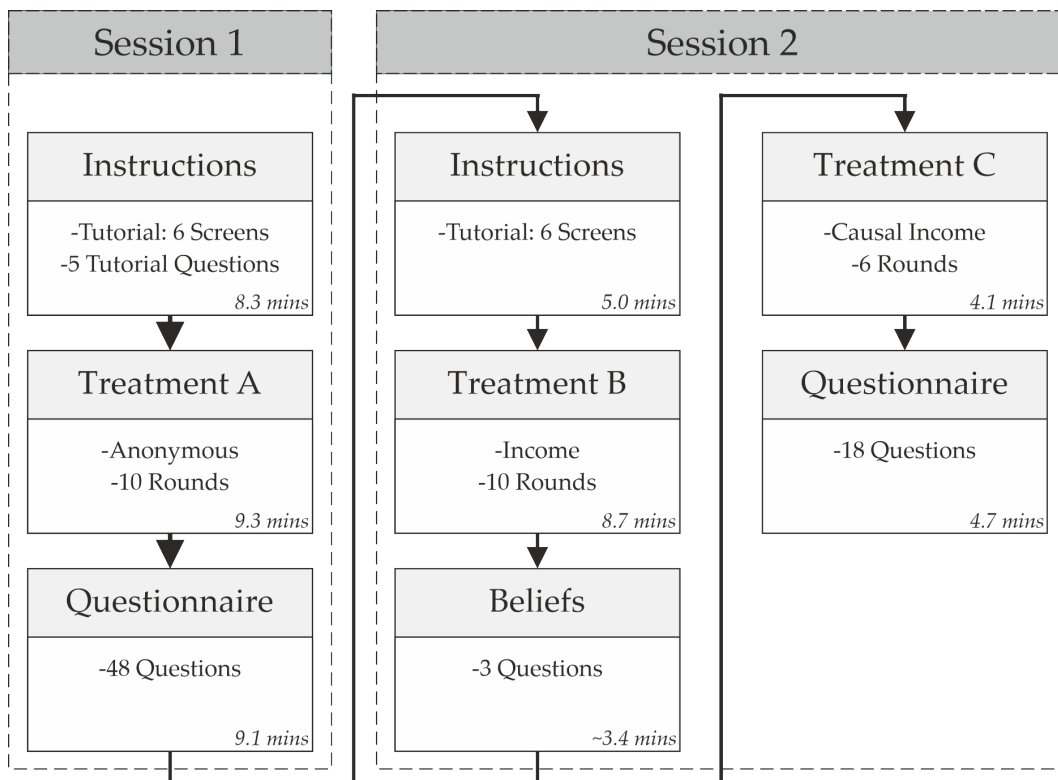 Session 1
Instructions
-Tutorial: 6 Screens
-5 Tutorial Questions
8.3 mins
Treatment A
-Anonymous
-10 Rounds
9.3 mins
Questionnaire
-48 Questions
9.1 mins
Session 2
Instructions
-Tutorial: 6 Screens
5.0 mins
Treatment B
-Income
-10 Rounds
8.7 mins
Beliefs
-3 Questions
~3.4 mins
Treatment C
-Causal Income
-6 Rounds
4.1 mins
Questionnaire
-18 Questions
4.7 mins